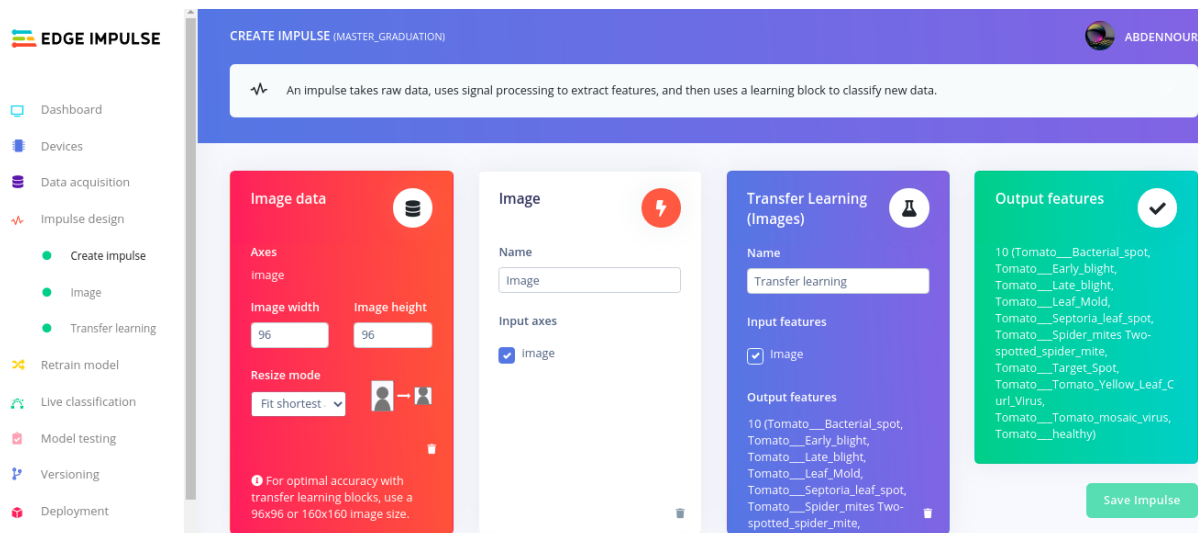 EDGE IMPULSE
Dashboard
Devices
Data acquisition
Impulse design
Create impulse
Image
Transfer learning
Retrain model
Live classification
Model testing
Versioning
Deployment
CREATE IMPULSE (MASTER_GRADUATION)
ABDENNOUR
An impulse takes raw data, uses signal processing to extract features, and then uses a learning block to classify new data.
Image data
Axes
image
Image width Image height
96 96
Resize mode
Fit shortest
For optimal accuracy with
transfer learning blocks, use a
96x96 or 160x160 image size.
Image
Name
Image
Input axes
image
Transfer Learning
(Images)
Name
Transfer learning
Input features
Image
Output features
10 (Tomato___Bacterial_spot,
Tomato___Early_blight,
Tomato___Late_blight,
Tomato___Leaf_Mold,
Tomato___Septoria_leaf_spot,
Tomato___Spider_mites Two-
spotted_spider_mite,
Output features
10 (Tomato___Bacterial_spot,
Tomato___Early_blight,
Tomato___Late_blight,
Tomato___Leaf_Mold,
Tomato___Septoria_leaf_spot,
Tomato___Spider_mites Two-
spotted_spider_mite,
Tomato___Target_Spot,
Tomato___Tomato_Yellow_Leaf_C
url_Virus,
Tomato___Tomato_mosaic_virus,
Tomato___healthy)
Save Impulse